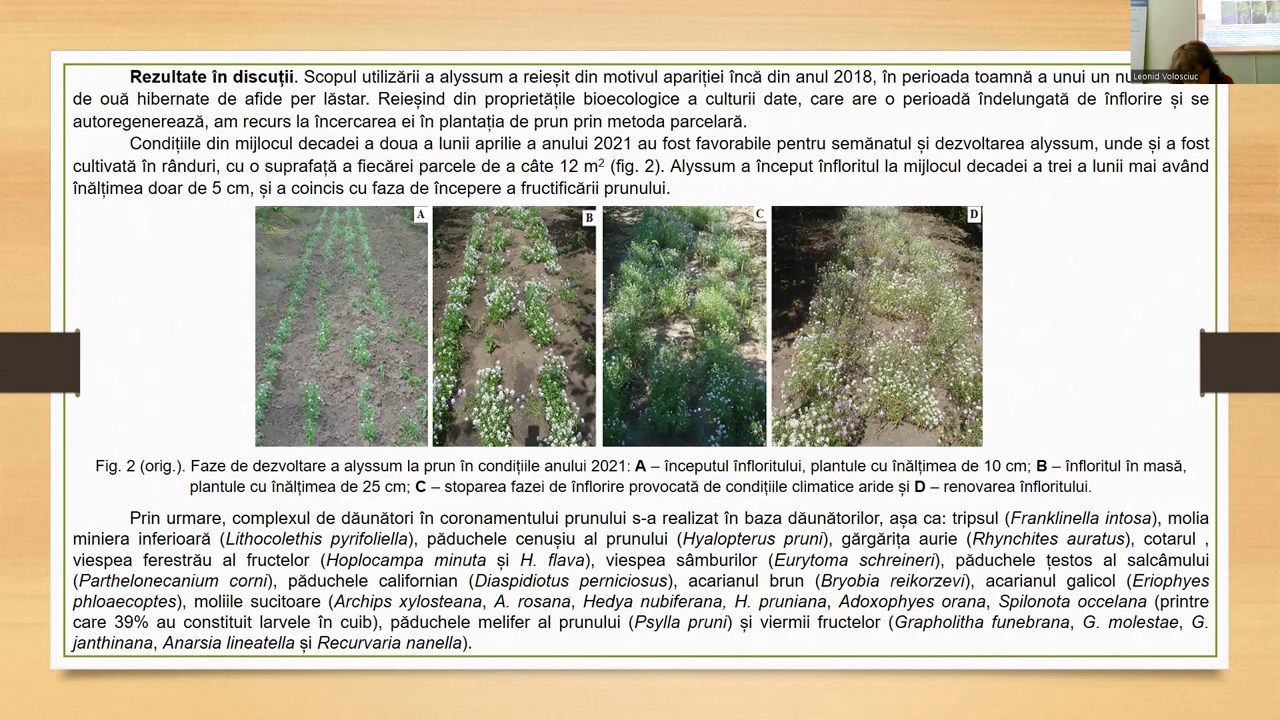 Rezultate în discuții. Scopul utilizării a alyssum a reieșit din motivul apariției încă din anul 2018, în perioada toamnă a unui un
de ouă hibernate de afide per lăstar. Reieșind din proprietățile bioecologice a culturii date, care are o perioadă îndelungată de înflorire și se
autoregenerează, am recurs la încercarea ei în plantația de prun prin metoda parcelară.
Condițiile din mijlocul decadei a doua a lunii aprilie a anului 2021 au fost favorabile pentru semănatul și dezvoltarea alyssum, unde și a fost
cultivată în rânduri, cu o suprafață a fiecărei parcele de a câte 12 m² (fig. 2). Alyssum a început înfloritul la mijlocul decadei a trei a lunii mai având
înălțimea doar de 5 cm, și a coincis cu faza de începere a fructificării prunului.
A
B
C
D
Fig. 2 (orig.). Faze de dezvoltare a alyssum la prun în condițiile anului 2021: A – începutul înfloritului, plantule cu înălțimea de 10 cm; B – înfloritul în masă,
plantule cu înălțimea de 25 cm; C – stoparea fazei de înflorire provocată de condițiile climatice aride și D – renovarea înfloritului.
Prin urmare, complexul de dăunători în coronamentului prunului s-a realizat în baza dăunătorilor, așa ca: tripsul (Franklinella intosa), molia
miniera inferioară (Lithocolethis pyrifoliella), păduchele cenușiu al prunului (Hyalopterus pruni), gărgărița aurie (Rhynchites auratus), cotarul ,
viespea ferestrău al fructelor (Hoplocampa minuta și H. flava), viespea sâmburilor (Eurytoma schreineri), păduchele țestos al salcâmului
(Parthelonecanium corni), păduchele californian (Diaspidiotus perniciosus), acarianul brun (Bryobia reikorzevi), acarianul galicol (Eriophyes
phloaecoptes), moliile sucitoare (Archips xylosteana, A. rosana, Hedya nubiferana, H. pruniana, Adoxophyes orana, Spilonota occelana (printre
care 39% au constituit larvele în cuib), păduchele melifer al prunului (Psylla pruni) și viermii fructelor (Grapholitha funebrana, G. molestae, G.
janthinana, Anarsia lineatella și Recurvaria nanella).
Leonid Volosciuc